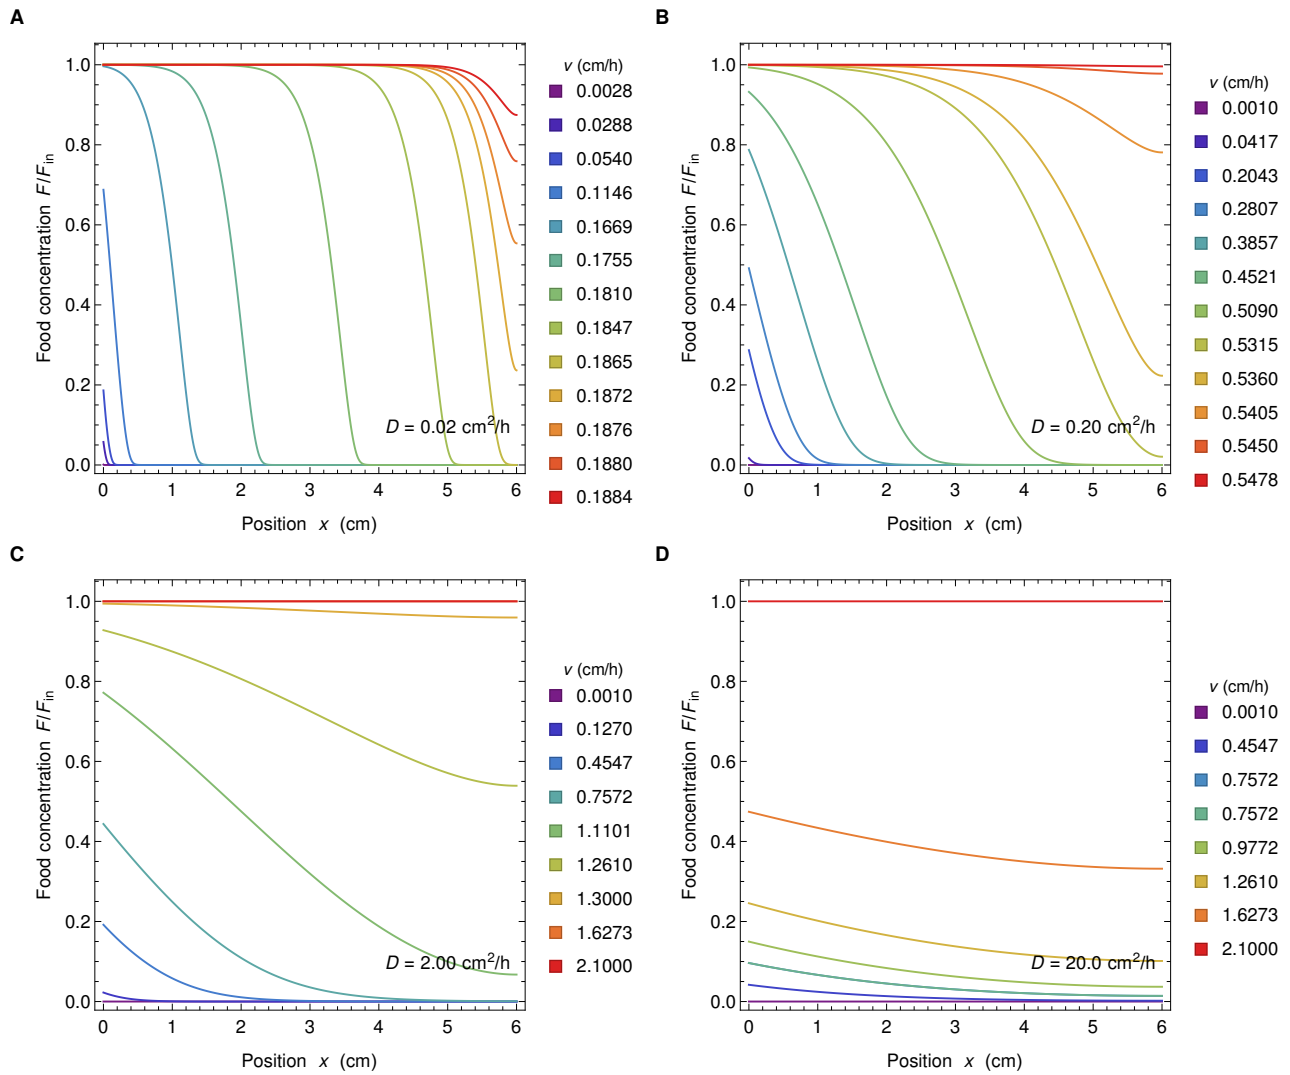 A
Food concentration F/F_in
1.0
0.8
0.6
0.4
0.2
0.0
D = 0.02 cm²/h
0 1 2 3 4 5 6
Position x (cm)
v (cm/h)
0.0028
0.0288
0.0540
0.1146
0.1669
0.1755
0.1810
0.1847
0.1865
0.1872
0.1876
0.1880
0.1884
B
Food concentration F/F_in
1.0
0.8
0.6
0.4
0.2
0.0
D = 0.20 cm²/h
0 1 2 3 4 5 6
Position x (cm)
v (cm/h)
0.0010
0.0417
0.2043
0.2807
0.3857
0.4521
0.5090
0.5315
0.5360
0.5405
0.5450
0.5478
C
Food concentration F/F_in
1.0
0.8
0.6
0.4
0.2
0.0
D = 2.00 cm²/h
0 1 2 3 4 5 6
Position x (cm)
v (cm/h)
0.0010
0.1270
0.4547
0.7572
1.1101
1.2610
1.3000
1.6273
2.1000
D
Food concentration F/F_in
1.0
0.8
0.6
0.4
0.2
0.0
D = 20.0 cm²/h
0 1 2 3 4 5 6
Position x (cm)
v (cm/h)
0.0010
0.4547
0.7572
0.7572
0.9772
1.2610
1.6273
2.1000